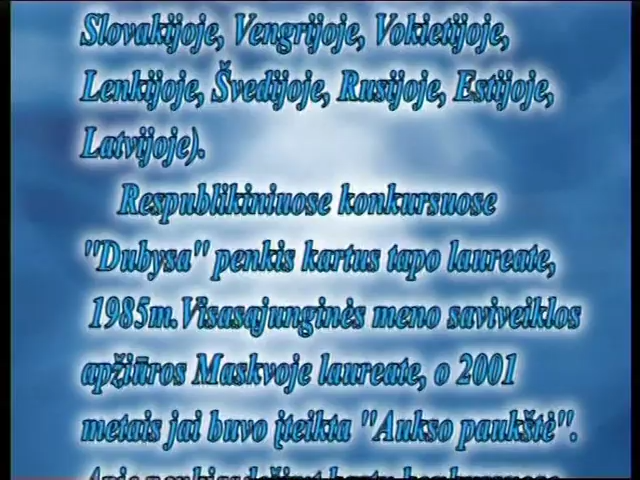 Slovakijoje, Vengrijoje, Vokietijoje,
Lenkijoje, Švedijoje, Rusijoje, Estijoje,
Latvijoje).
Respublikiniuose konkursuose
"Dubysa" penkis kartus tapo laureate,
1985m.Visasąjunginės meno saviveiklos
apžiūros Maskvoje laureate, o 2001
metais jai buvo įteikta "Aukso paukštė".